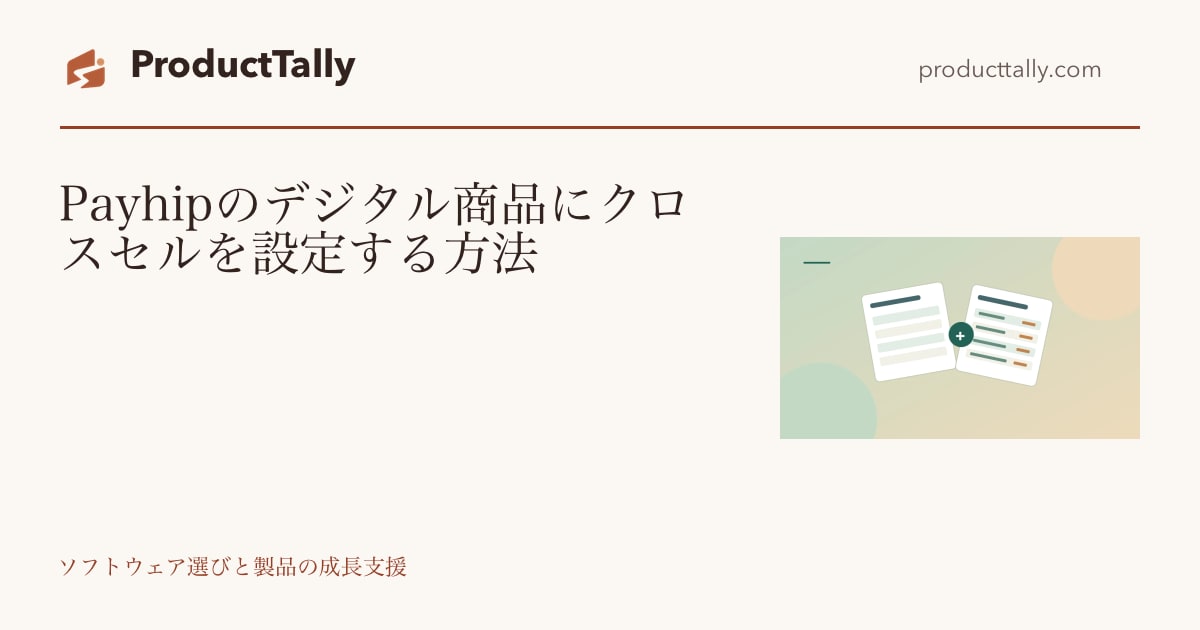 ProductTally
producttally.com
Payhipのデジタル商品にクロ
スセルを設定する方法
+
ソフトウェア選びと製品の成長支援